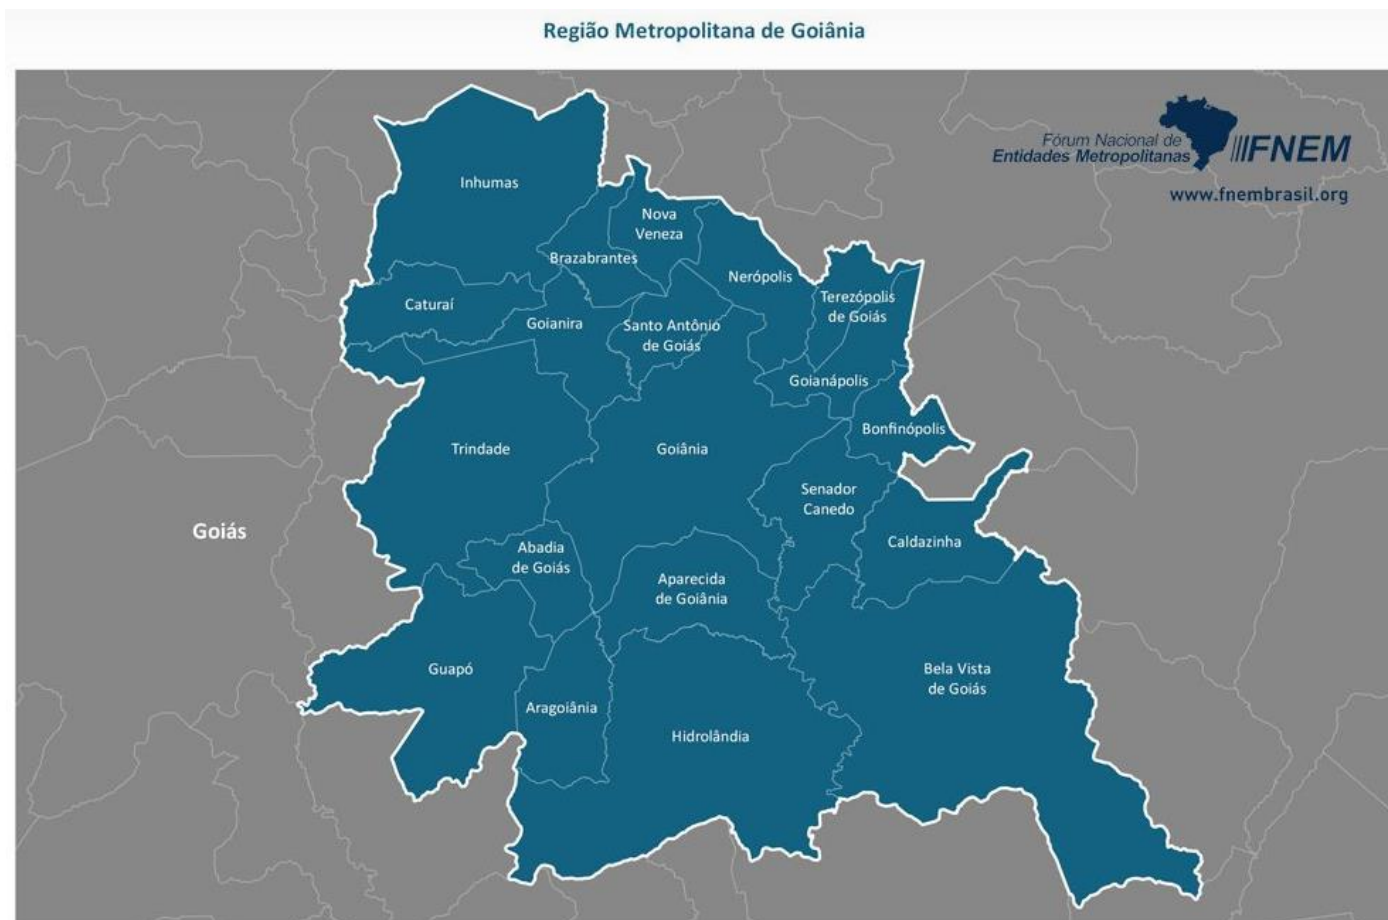 Região Metropolitana de Goiânia
Fórum Nacional de
Entidades Metropolitanas
FNEM
www.fnembrasil.org
Inhumas
Nova
Veneza
Brazabrantes
Nerópolis
Terezópolis
de Goiás
Caturaí
Goianira
Santo Antônio
de Goiás
Goianápolis
Bonfinópolis
Trindade
Goiânia
Senador
Canedo
Goiás
Caldazinha
Abadia
de Goiás
Aparecida
de Goiânia
Guapó
Bela Vista
de Goiás
Aragoiânia
Hidrolândia